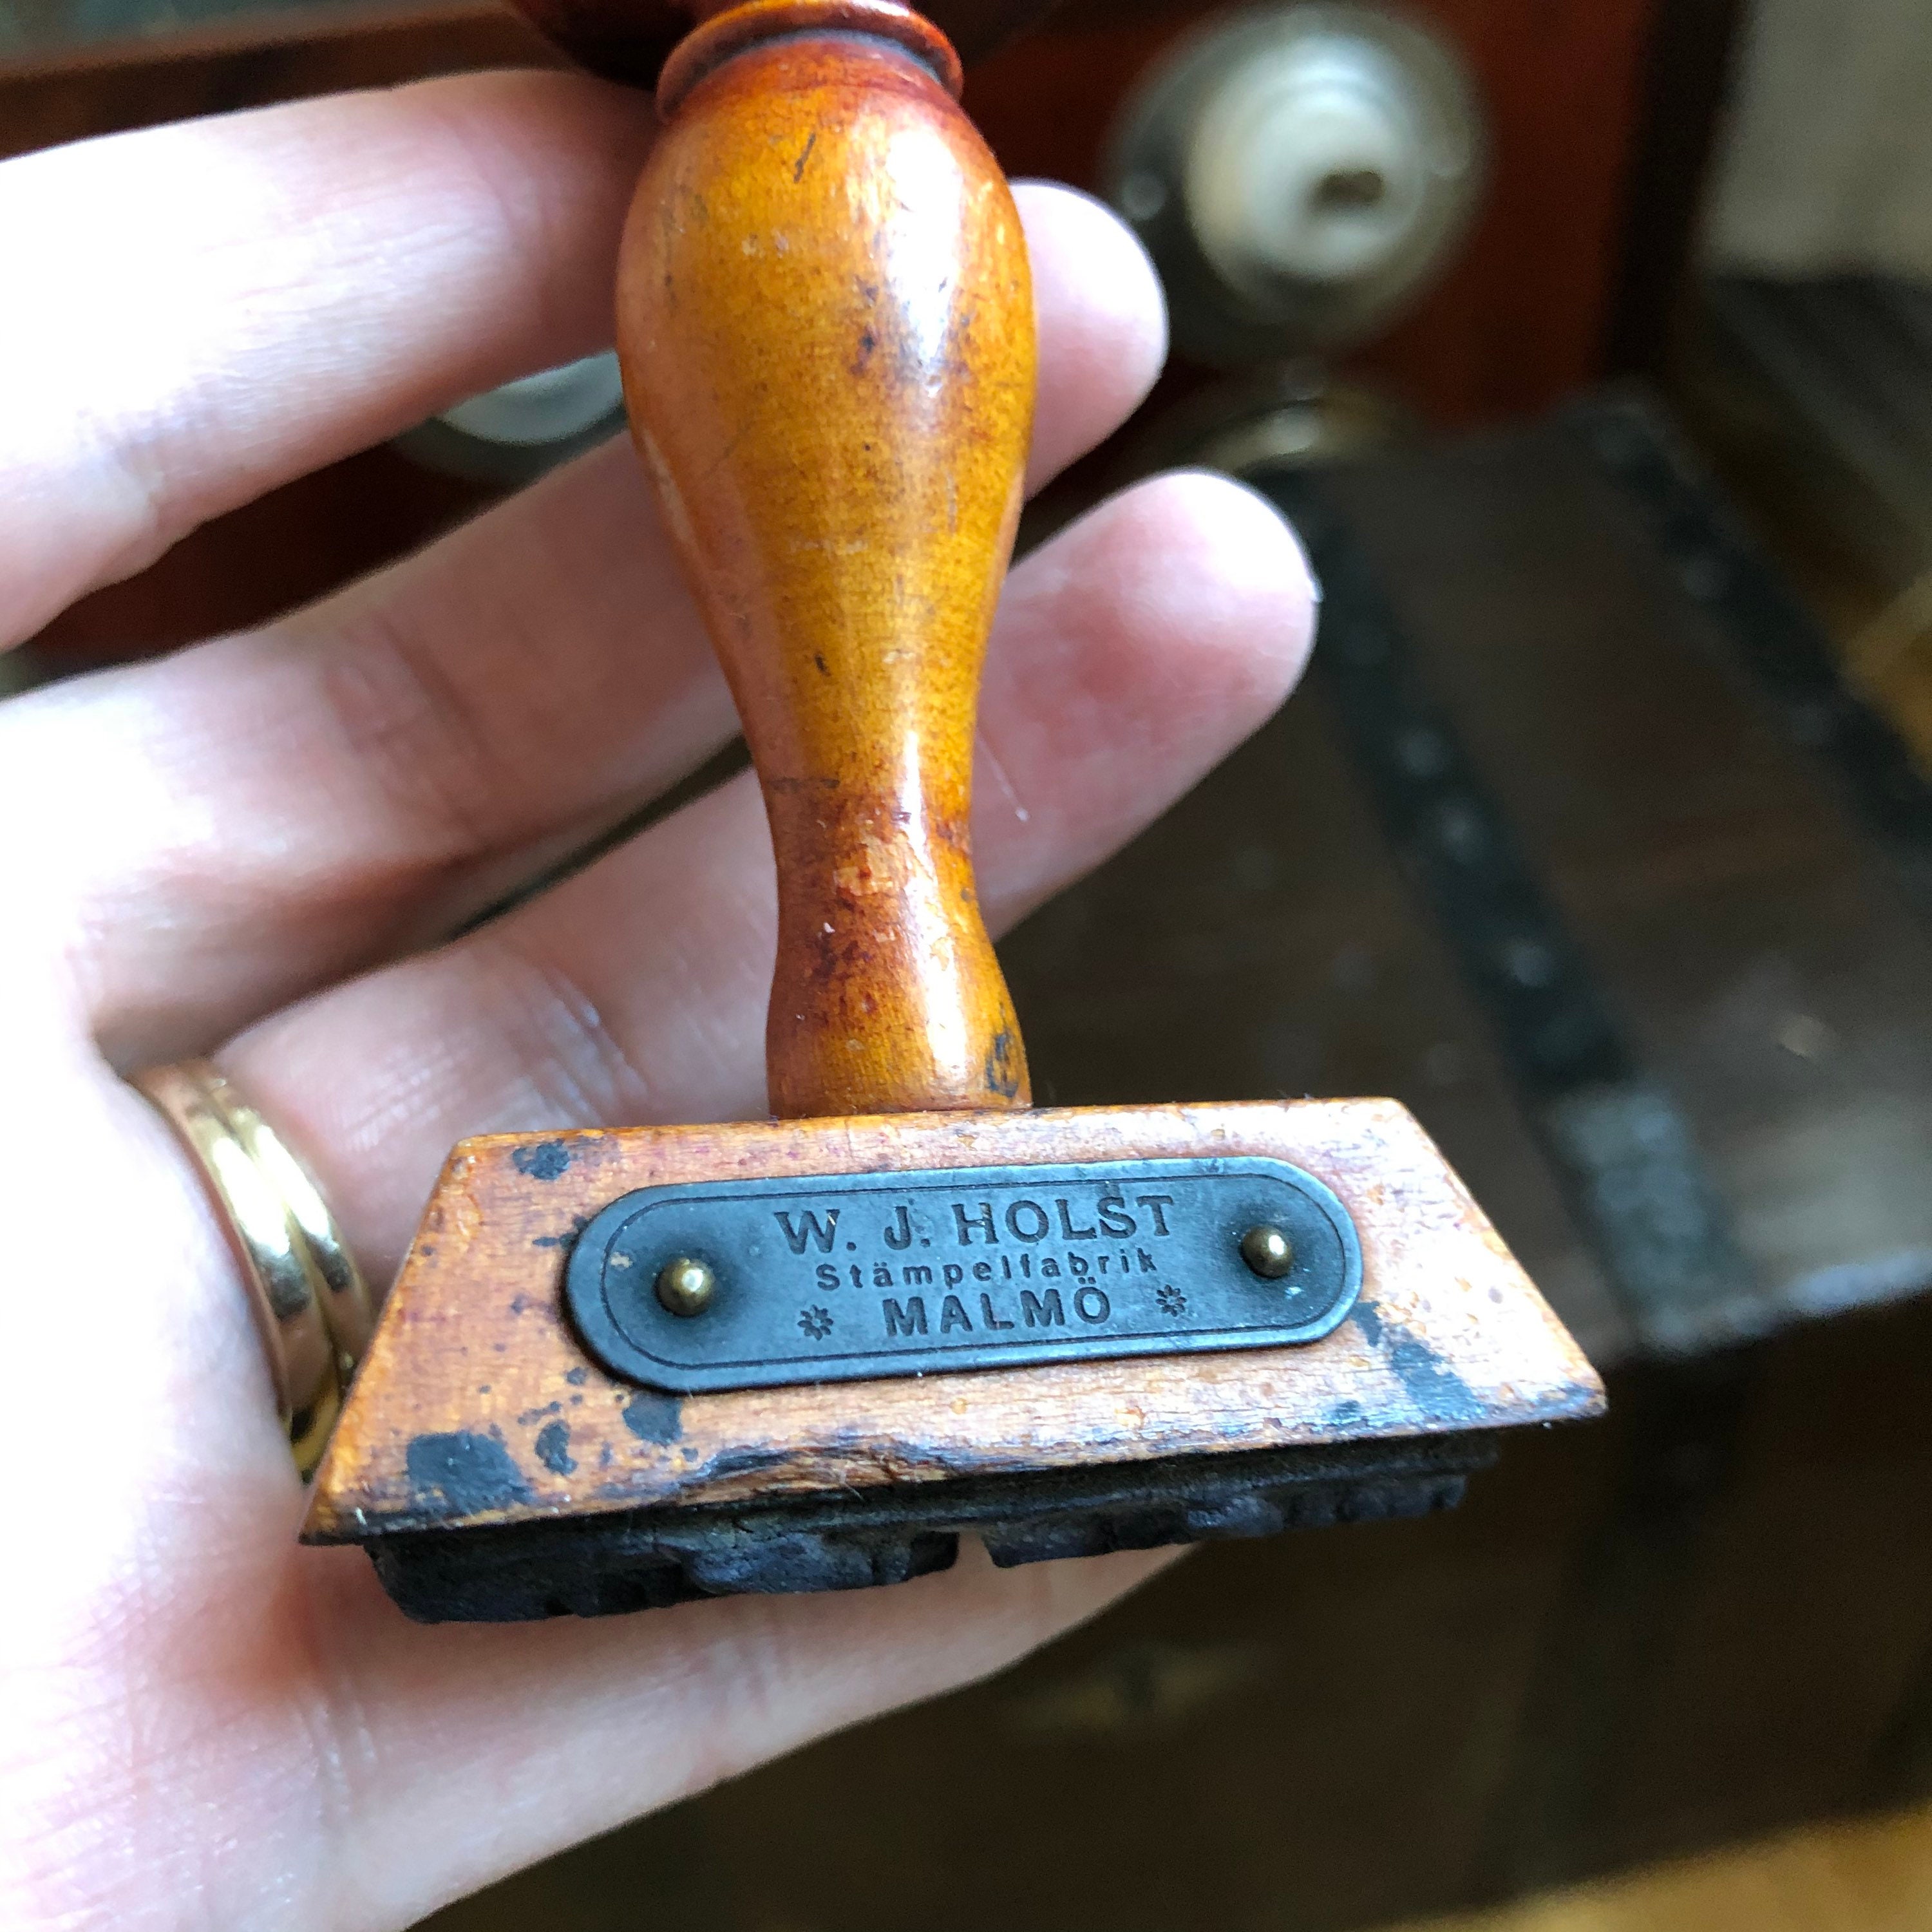 W. J. HOLST
Stämpelfabrik
MALMÖ